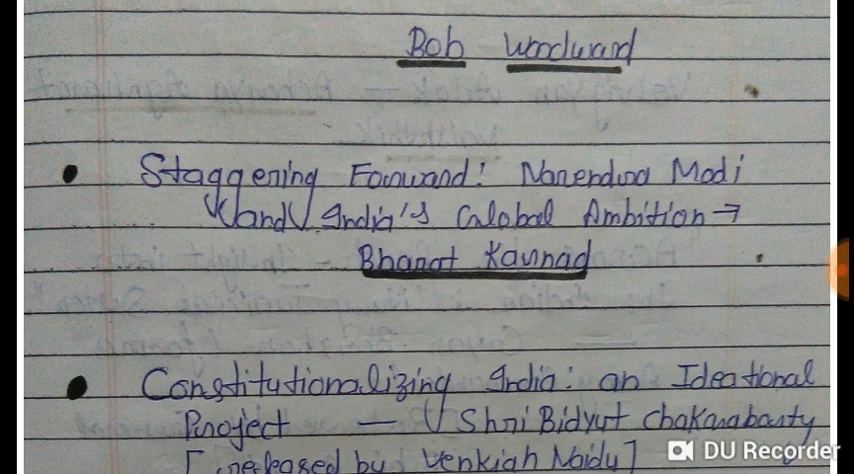 Bob Woodward
• Staggering Forward: Narendra Modi
and India's Global Ambition →
Bharat Karnad
• Constitutionalizing India: an Ideational
Project — Shri Bidyut Chakrabarty
[released by Venkiah Naidu]
DU Recorder